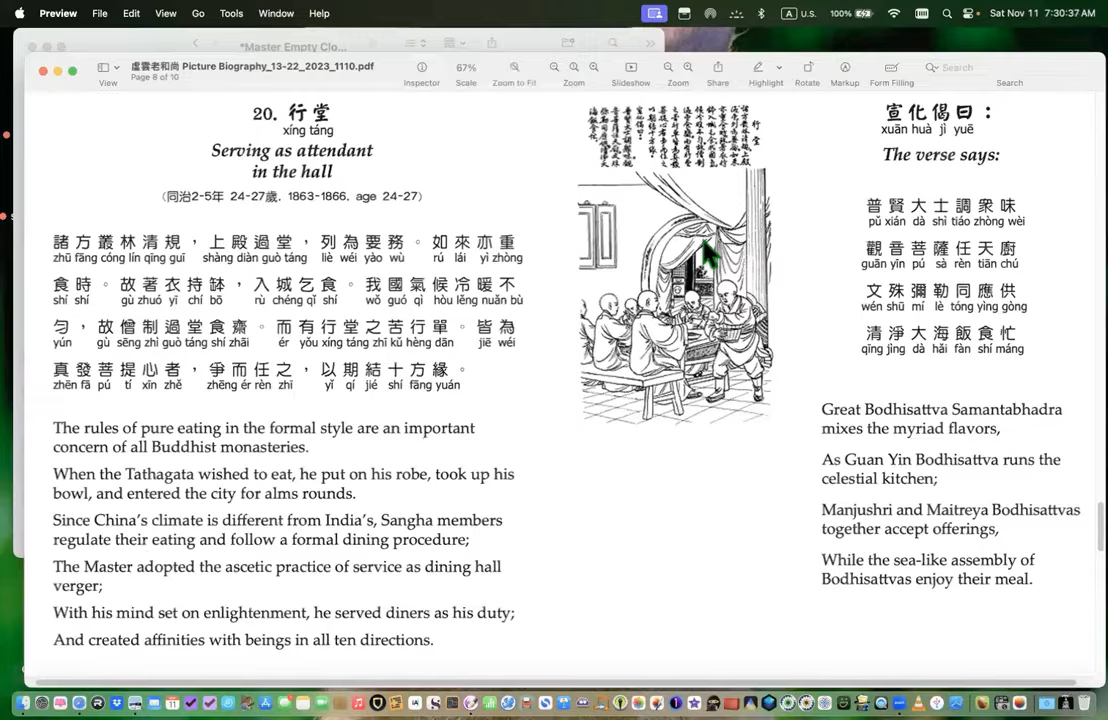 Preview File Edit View Go Tools Window Help
A U.S. 100% Sat Nov 11 7:30:37 AM
*Master Empty Clo...
虛雲老和尚 Picture Biography_13-22_2023_1110.pdf
Page 8 of 10
67%
Search
View Inspector Scale Zoom to Fit Zoom Slideshow Zoom Share Highlight Rotate Markup Form Filling Search
20. 行堂
xíng táng
Serving as attendant
in the hall
(同治2-5年 24-27歲, 1863-1866, age 24-27)
諸方叢林清規，上殿過堂，列為要務。如來亦重
zhū fāng cóng lín qīng guī shàng diàn guò táng liè wéi yào wù rú lái yì zhòng
食時。故著衣持缽，入城乞食。我國氣候冷暖不
shí shí gù zhuó yī chí bō rù chéng qǐ shí wǒ guó qì hòu lěng nuǎn bù
匀，故僧制過堂食齋。而有行堂之苦行單。皆為
yún gù sēng zhì guò táng shí zhāi ér yǒu xíng táng zhī kǔ hèng dān jiē wéi
真發菩提心者，爭而任之，以期結十方緣。
zhēn fā pú tí xīn zhě zhēng ér rèn zhī yǐ qí jié shí fāng yuán
The rules of pure eating in the formal style are an important
concern of all Buddhist monasteries.
When the Tathagata wished to eat, he put on his robe, took up his
bowl, and entered the city for alms rounds.
Since China's climate is different from India's, Sangha members
regulate their eating and follow a formal dining procedure;
The Master adopted the ascetic practice of service as dining hall
verger;
With his mind set on enlightenment, he served diners as his duty;
And created affinities with beings in all ten directions.
行堂
宣化偈曰：
xuān huà jì yuē
The verse says:
普賢大士調衆味
pǔ xián dà shì tiáo zhòng wèi
觀音菩薩任天廚
guān yīn pú sà rèn tiān chú
文殊彌勒同應供
wén shū mí lè tóng yìng gòng
清淨大海飯食忙
qīng jìng dà hǎi fàn shí máng
Great Bodhisattva Samantabhadra
mixes the myriad flavors,
As Guan Yin Bodhisattva runs the
celestial kitchen;
Manjushri and Maitreya Bodhisattvas
together accept offerings,
While the sea-like assembly of
Bodhisattvas enjoy their meal.